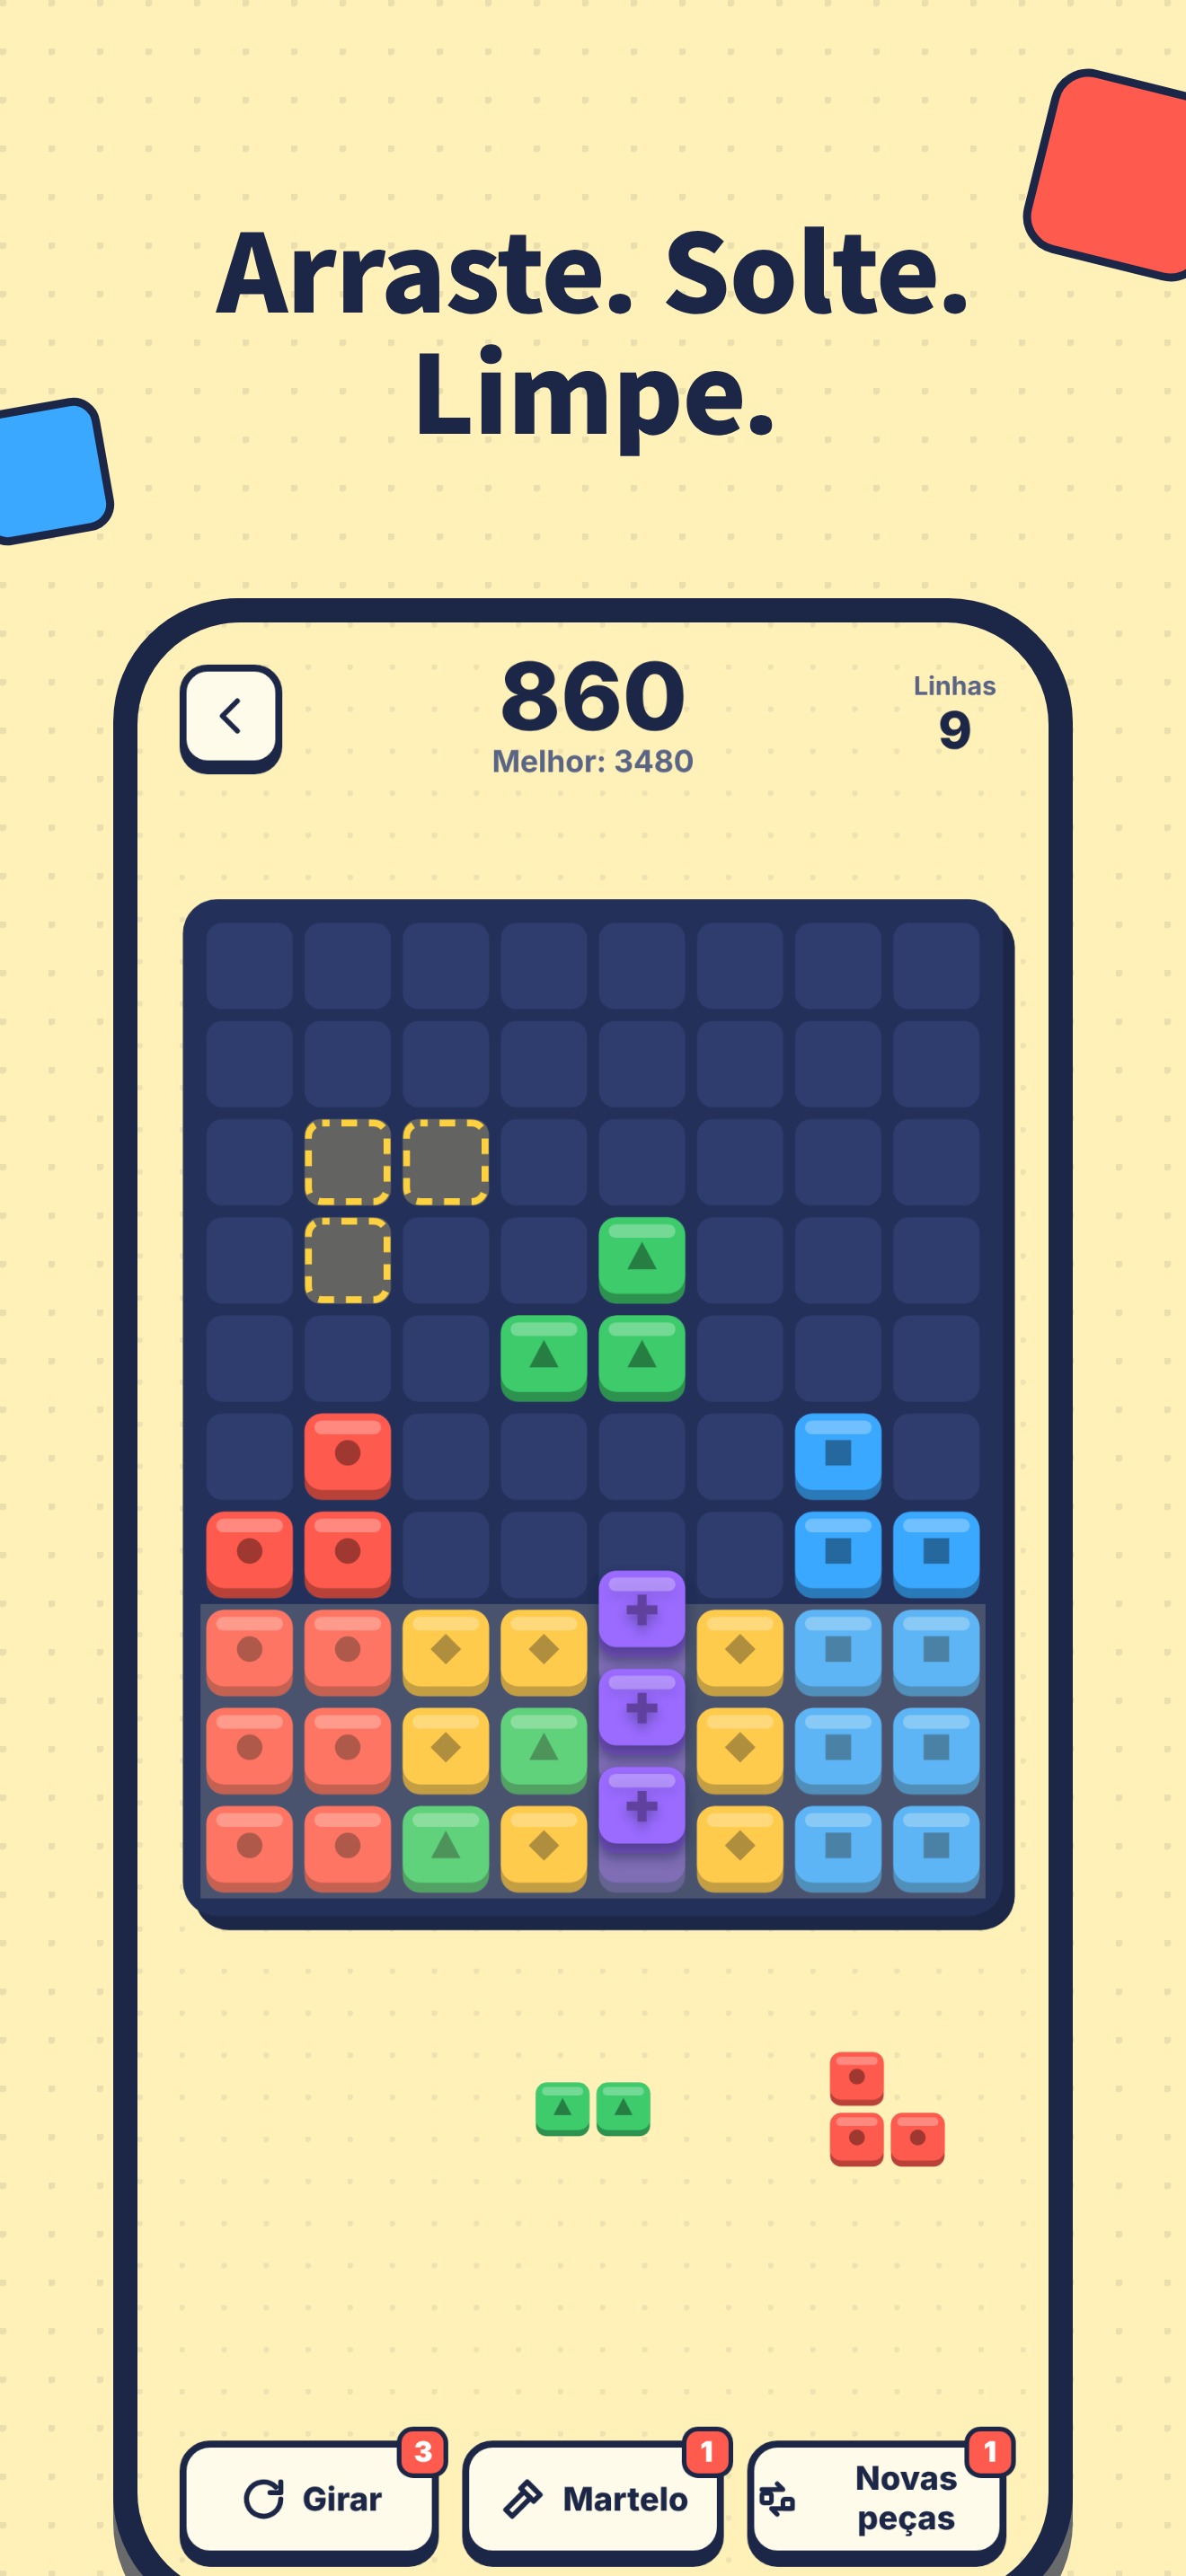 Arraste. Solte.
Limpe.
860
Melhor: 3480
Linhas
9
3
Girar
1
Martelo
1
Novas
peças